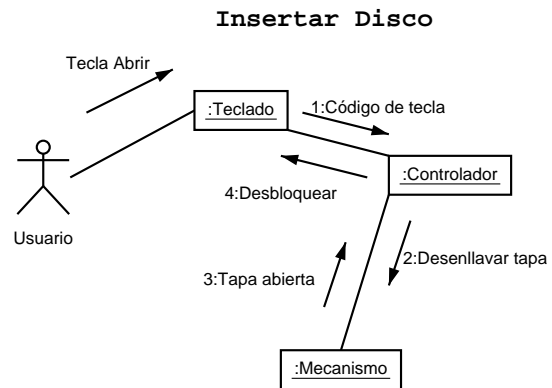 Insertar Disco
Tecla Abrir
:Teclado
1:Código de tecla
:Controlador
4:Desbloquear
Usuario
2:Desenllavar tapa
3:Tapa abierta
:Mecanismo